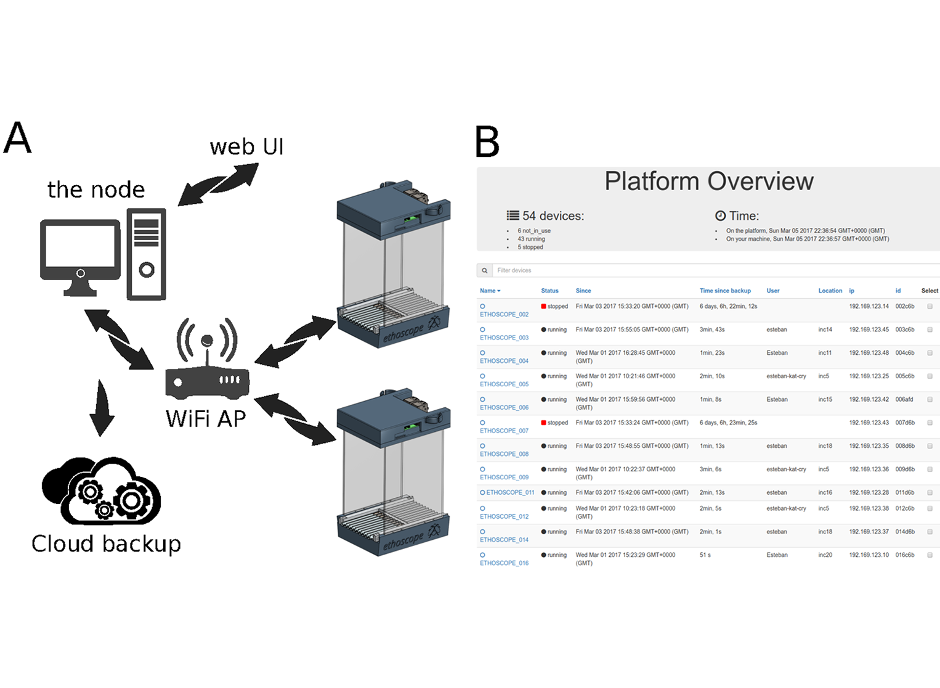 A
web UI
the node
WiFi AP
Cloud backup
ethoscope
ethoscope
B
Platform Overview
54 devices:
6 not_in_use
43 running
5 stopped
Time:
On the platform, Sun Mar 05 2017 22:36:54 GMT+0000 (GMT)
On your machine, Sun Mar 05 2017 22:36:57 GMT+0000 (GMT)
Filter devices
Name Status Since Time since backup User Location ip id Select
ETHOSCOPE_002 stopped Fri Mar 03 2017 15:33:20 GMT+0000 (GMT) 6 days, 6h, 22min, 12s 192.169.123.14 002c6b
ETHOSCOPE_003 running Fri Mar 03 2017 15:55:05 GMT+0000 (GMT) 3min, 43s esteban inc14 192.169.123.45 003c6b
ETHOSCOPE_004 running Wed Mar 01 2017 16:28:45 GMT+0000 (GMT) 1min, 23s Esteban inc11 192.169.123.48 004c6b
ETHOSCOPE_005 running Wed Mar 01 2017 10:21:46 GMT+0000 (GMT) 2min, 10s esteban-kat-cry inc5 192.169.123.25 005c6b
ETHOSCOPE_006 running Wed Mar 01 2017 15:59:56 GMT+0000 (GMT) 1min, 8s Esteban inc15 192.169.123.42 006afd
ETHOSCOPE_007 stopped Fri Mar 03 2017 15:33:24 GMT+0000 (GMT) 6 days, 6h, 23min, 25s 192.169.123.43 007d6b
ETHOSCOPE_008 running Fri Mar 03 2017 15:48:55 GMT+0000 (GMT) 1min, 13s esteban inc18 192.169.123.35 008d6b
ETHOSCOPE_009 running Wed Mar 01 2017 10:22:37 GMT+0000 (GMT) 3min, 6s esteban-kat-cry inc5 192.169.123.36 009d6b
ETHOSCOPE_011 running Fri Mar 03 2017 15:42:06 GMT+0000 (GMT) 2min, 13s esteban inc16 192.169.123.28 011d6b
ETHOSCOPE_012 running Wed Mar 01 2017 10:23:18 GMT+0000 (GMT) 2min, 5s esteban-kat-cry inc5 192.169.123.38 012c6b
ETHOSCOPE_014 running Fri Mar 03 2017 15:48:38 GMT+0000 (GMT) 2min, 1s esteban inc18 192.169.123.37 014d6b
ETHOSCOPE_016 running Wed Mar 01 2017 15:23:29 GMT+0000 (GMT) 51 s Esteban inc20 192.169.123.10 016c6b